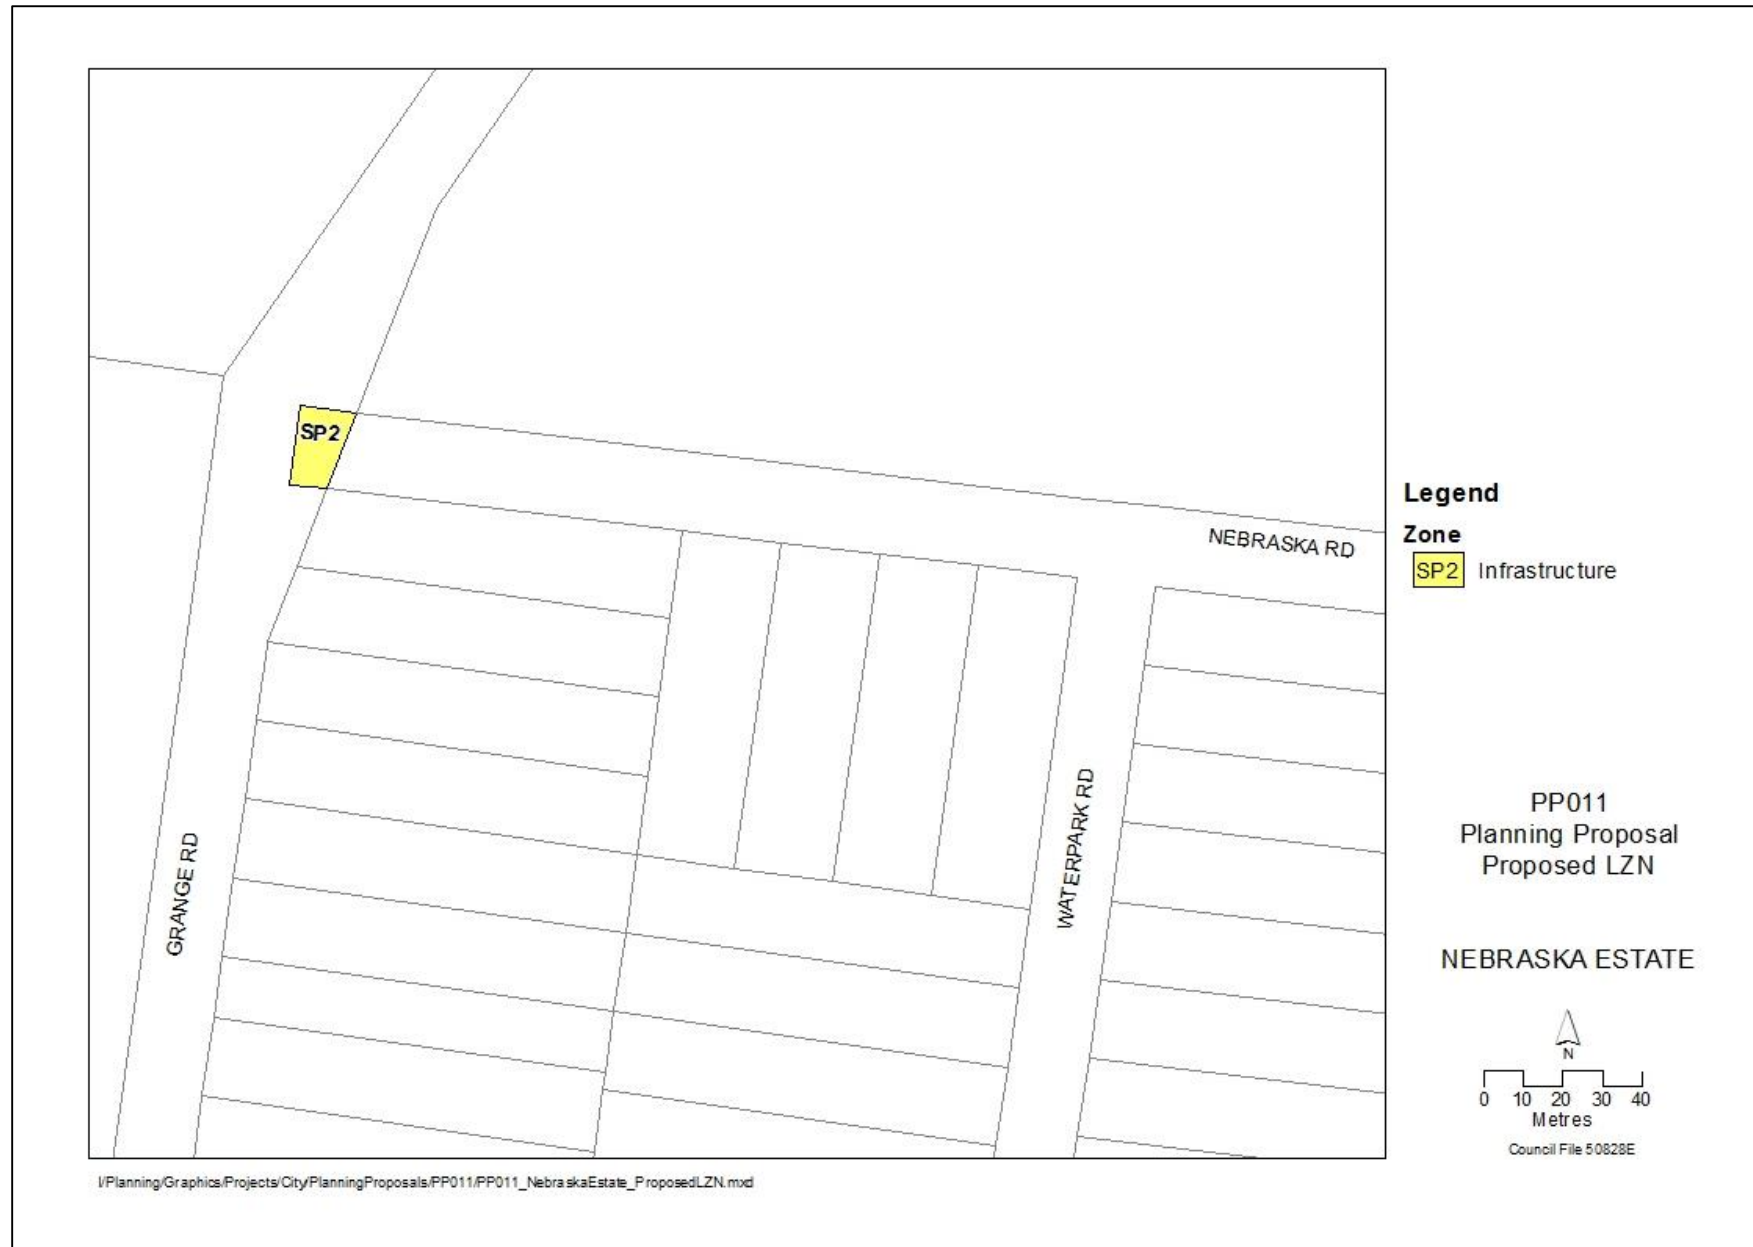 SP2
NEBRASKA RD
WATERPARK RD
GRANGE RD
Legend
Zone
SP2 Infrastructure
PP011
Planning Proposal
Proposed LZN
NEBRASKA ESTATE
N
0 10 20 30 40
Metres
Council File 50828E
I/Planning/Graphics/Projects/City/PlanningProposals/PP011/PP011_NebraskaEstate_ProposedLZN.mxd